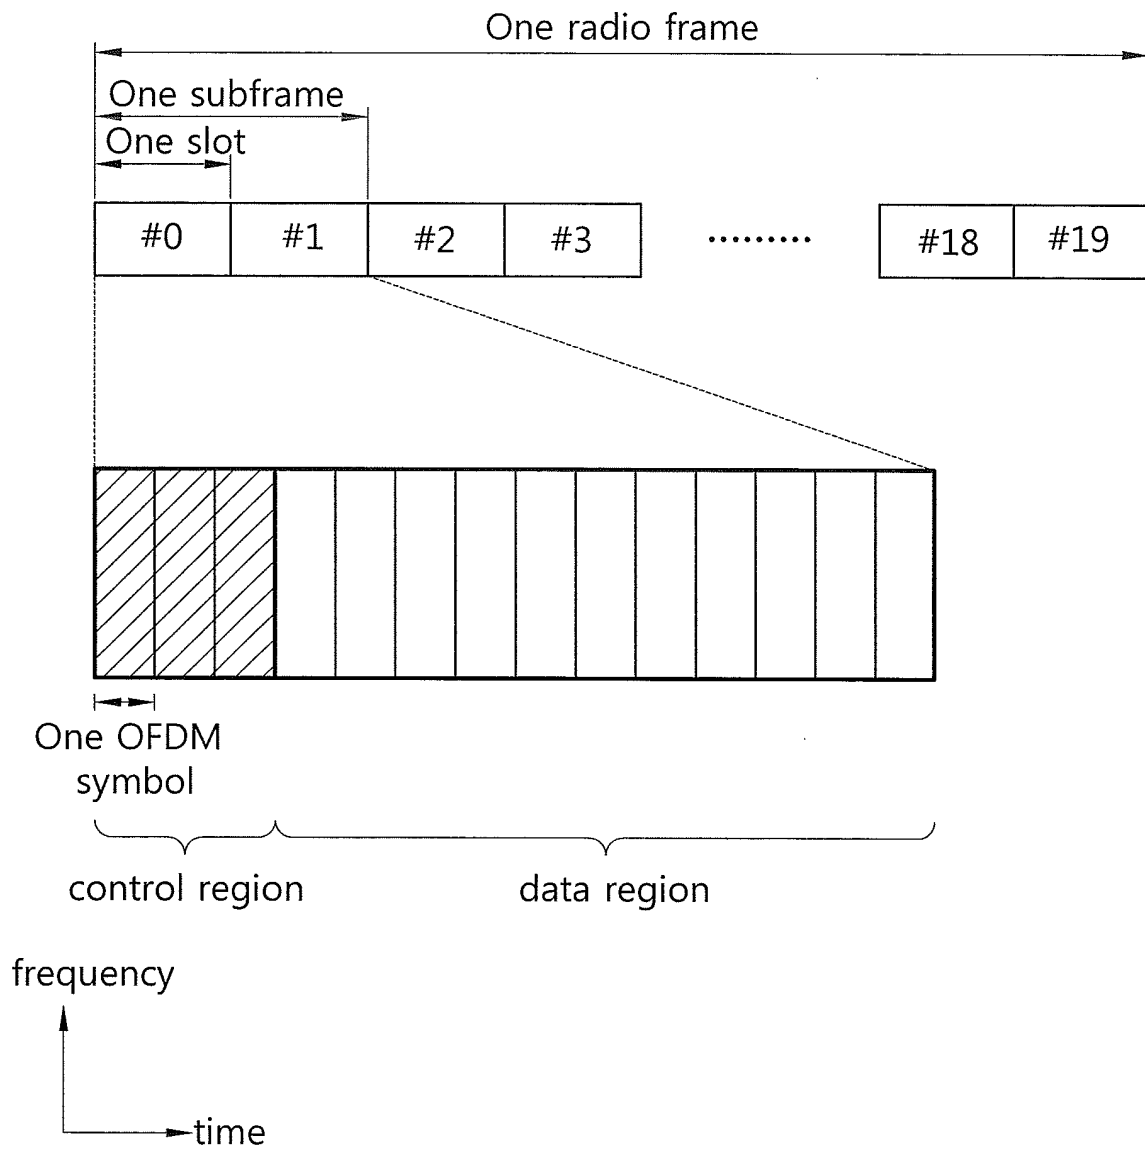 One radio frame
One subframe
One slot
#0 #1 #2 #3 ········· #18 #19
One OFDM
symbol
control region data region
frequency
time